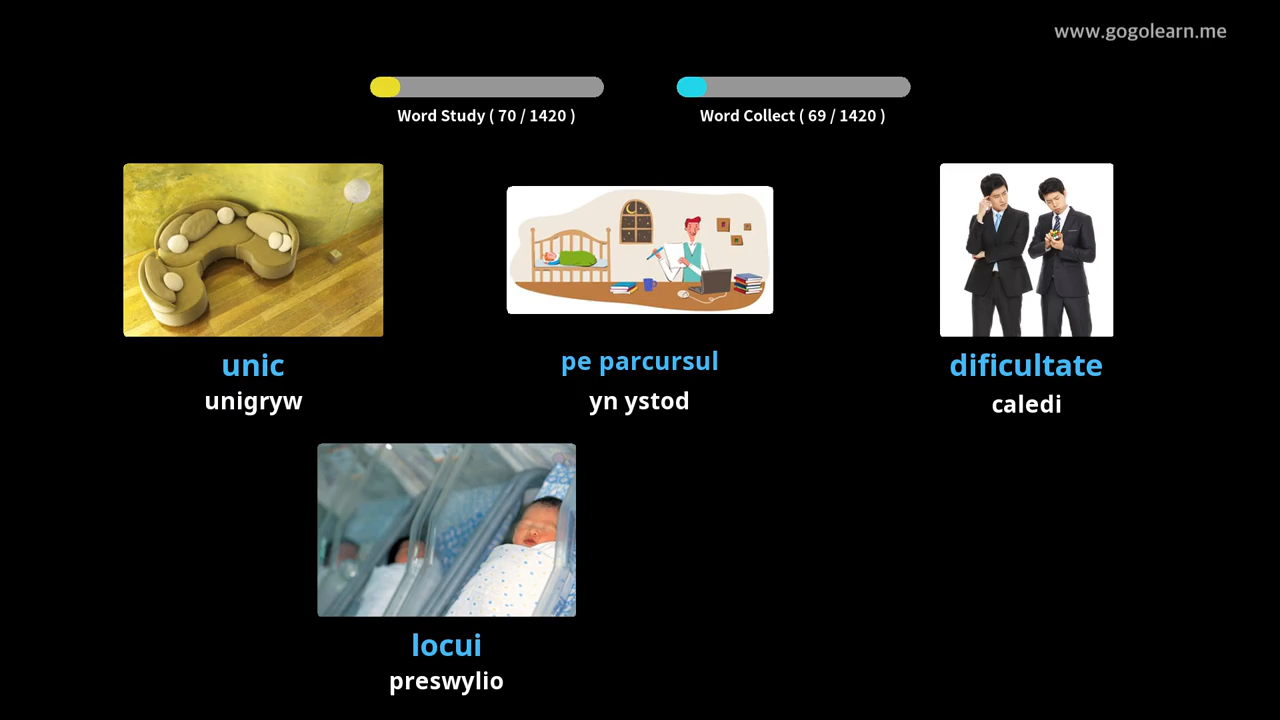 www.gogolearn.me
Word Study ( 70 / 1420 )
Word Collect ( 69 / 1420 )
unic
unigryw
pe parcursul
yn ystod
dificultate
caledi
locui
preswylio